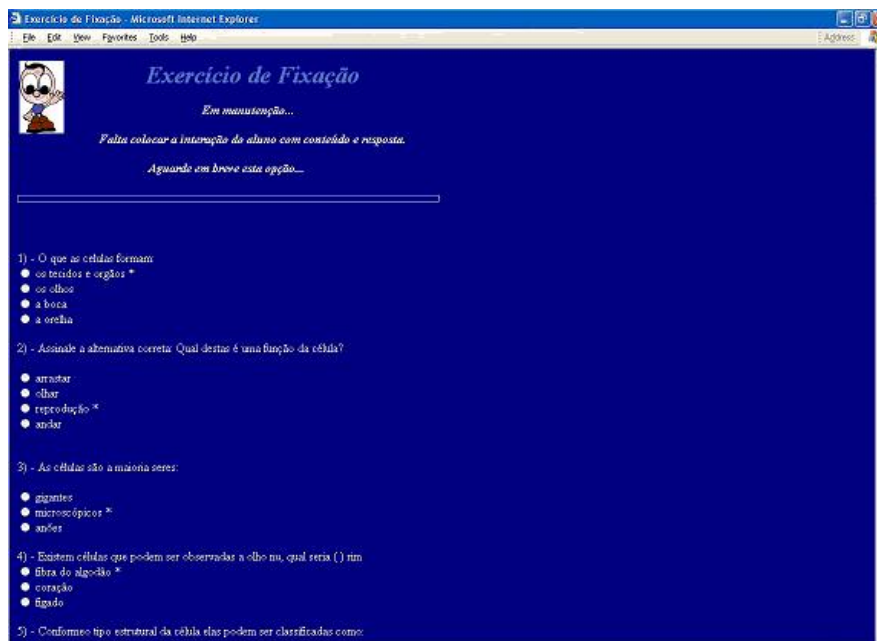 Exercício de Fixação - Microsoft Internet Explorer
File Edit View Favorites Tools Help
Address
Exercício de Fixação
Em manutenção...
Falta colocar a interação do aluno com conteúdo e resposta.
Aguarde em breve esta opção...
1) - O que as celulas formam:
os tecidos e orgãos *
os olhos
a boca
a orelha
2) - Assinale a alternativa correta: Qual destas é uma função da célula?
arrastar
olhar
reprodução *
andar
3) - As células são a maioria seres:
gigantes
microscópicos *
anões
4) - Existem células que podem ser observadas a olho nu, qual seria ( ) rim
fibra do algodão *
coração
figado
5) - Conformeo tipo estrutural da célula elas podem ser classificadas como: